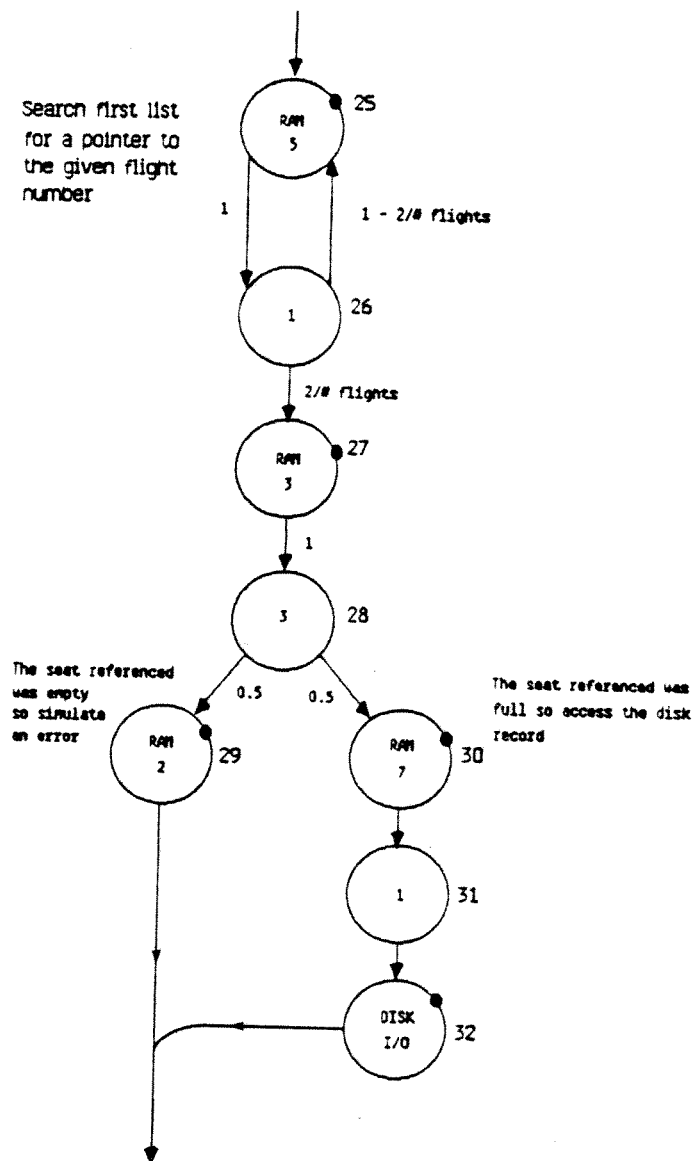 25
Search first list
for a pointer to
the given flight
number
RAM
5
1
1 - 2/# flights
1
26
2/# flights
RAM
3
27
1
3
28
The seat referenced
was empty
so simulate
an error
0.5
0.5
The seat referenced was
full so access the disk
record
RAM
2
29
RAM
7
30
1
31
DISK
I/O
32